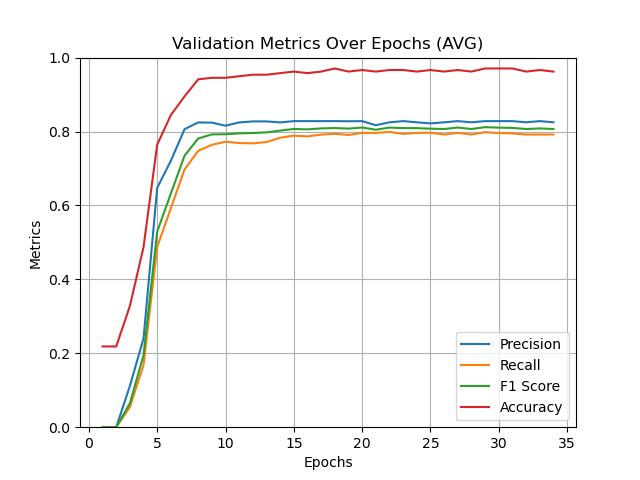 Validation Metrics Over Epochs (AVG)
1.0
0.8
0.6
0.4
0.2
0.0
Metrics
0 5 10 15 20 25 30 35
Epochs
Precision
Recall
F1 Score
Accuracy